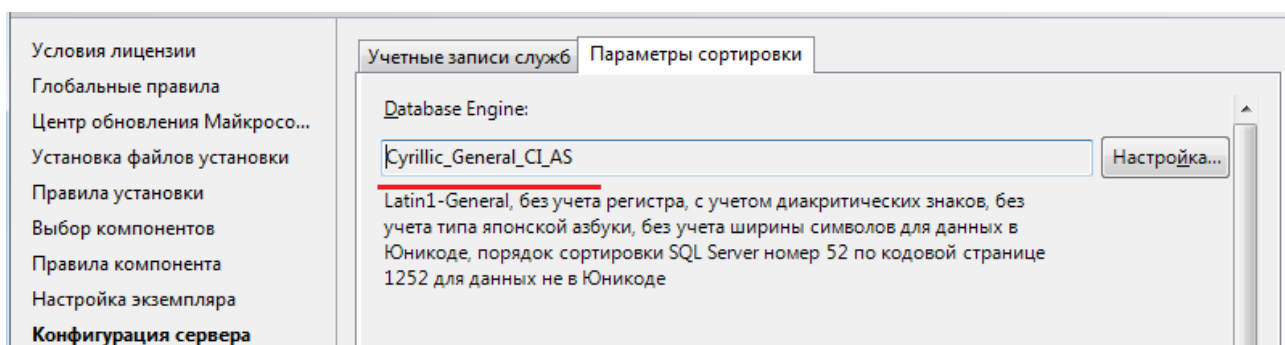 Условия лицензии
Глобальные правила
Центр обновления Майкросо...
Установка файлов установки
Правила установки
Выбор компонентов
Правила компонента
Настройка экземпляра
Конфигурация сервера
Учетные записи служб
Параметры сортировки
Database Engine:
Cyrillic_General_CI_AS
Настройка...
Latin1-General, без учета регистра, с учетом диакритических знаков, без
учета типа японской азбуки, без учета ширины символов для данных в
Юникоде, порядок сортировки SQL Server номер 52 по кодовой странице
1252 для данных не в Юникоде